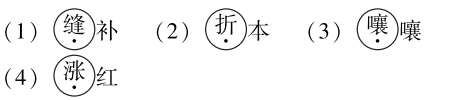 (1) 缝补 (2) 折本 (3) 嚷嚷
(4) 涨红